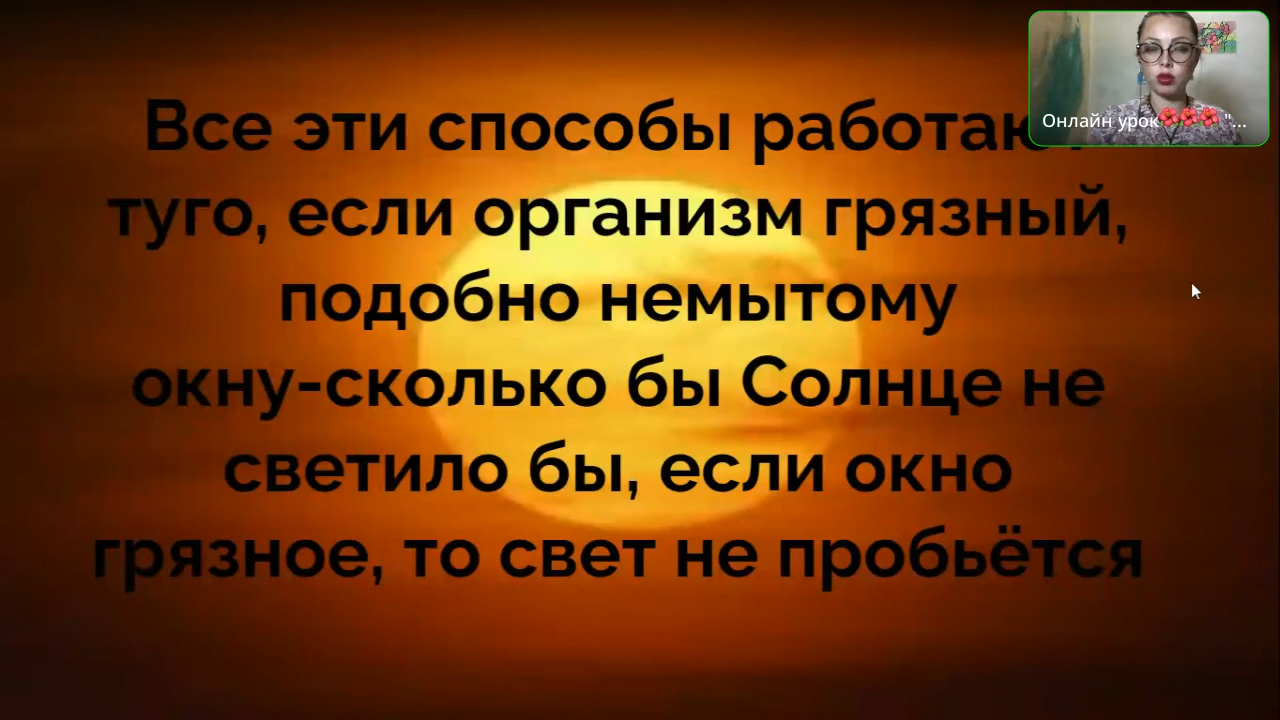 Все эти способы
туго, если организм грязный,
подобно немытому
окну-сколько бы Солнце не
светило бы, если окно
грязное, то свет не пробьётся
Онлайн урок🌺🌺🌺 "...